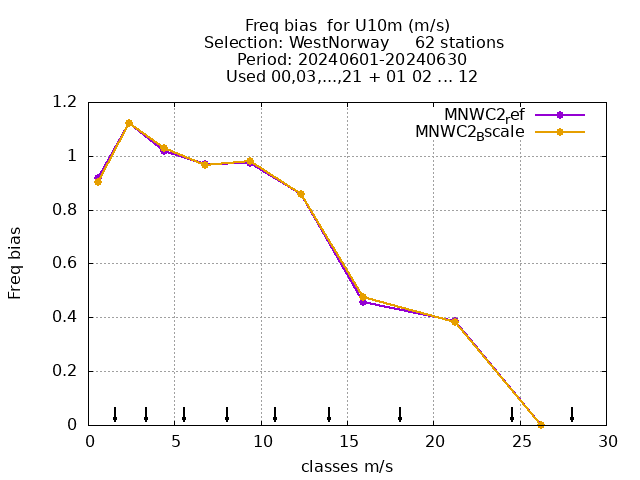 Freq bias  for U10m (m/s)
Selection: WestNorway     62 stations
Period: 20240601-20240630
Used 00,03,...,21 + 01 02 ... 12
MNWC2_ref
MNWC2_Bscale
1.2
1
0.8
0.6
0.4
0.2
0
Freq bias
0 5 10 15 20 25 30
classes m/s